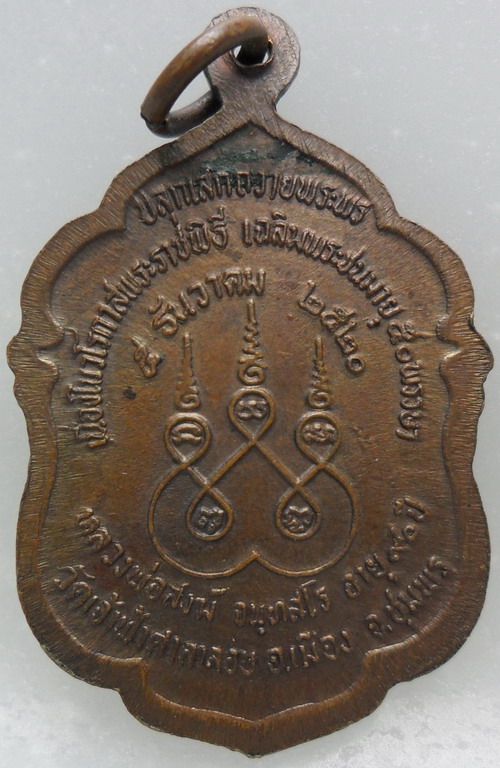 ปลุกเสกถวายพระพร
เนื่องในวโรกาสพระราชพิธี เฉลิมพระชนมายุ ๕๐ พรรษา
๕ ธันวาคม ๒๕๒๐
หลวงพ่อสงฆ์ จนฺทสโร อายุ ๙๐ ปี
วัดเจ้าฟ้าศาลาลอย อ.เมือง จ.ชุมพร